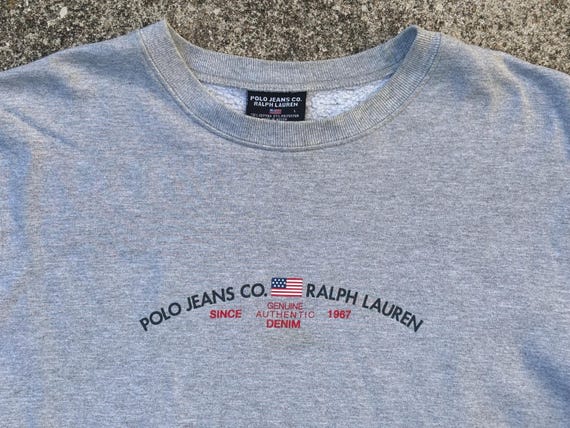 POLO JEANS CO.
RALPH LAUREN
L
POLO JEANS CO. RALPH LAUREN
GENUINE
SINCE AUTHENTIC 1967
DENIM